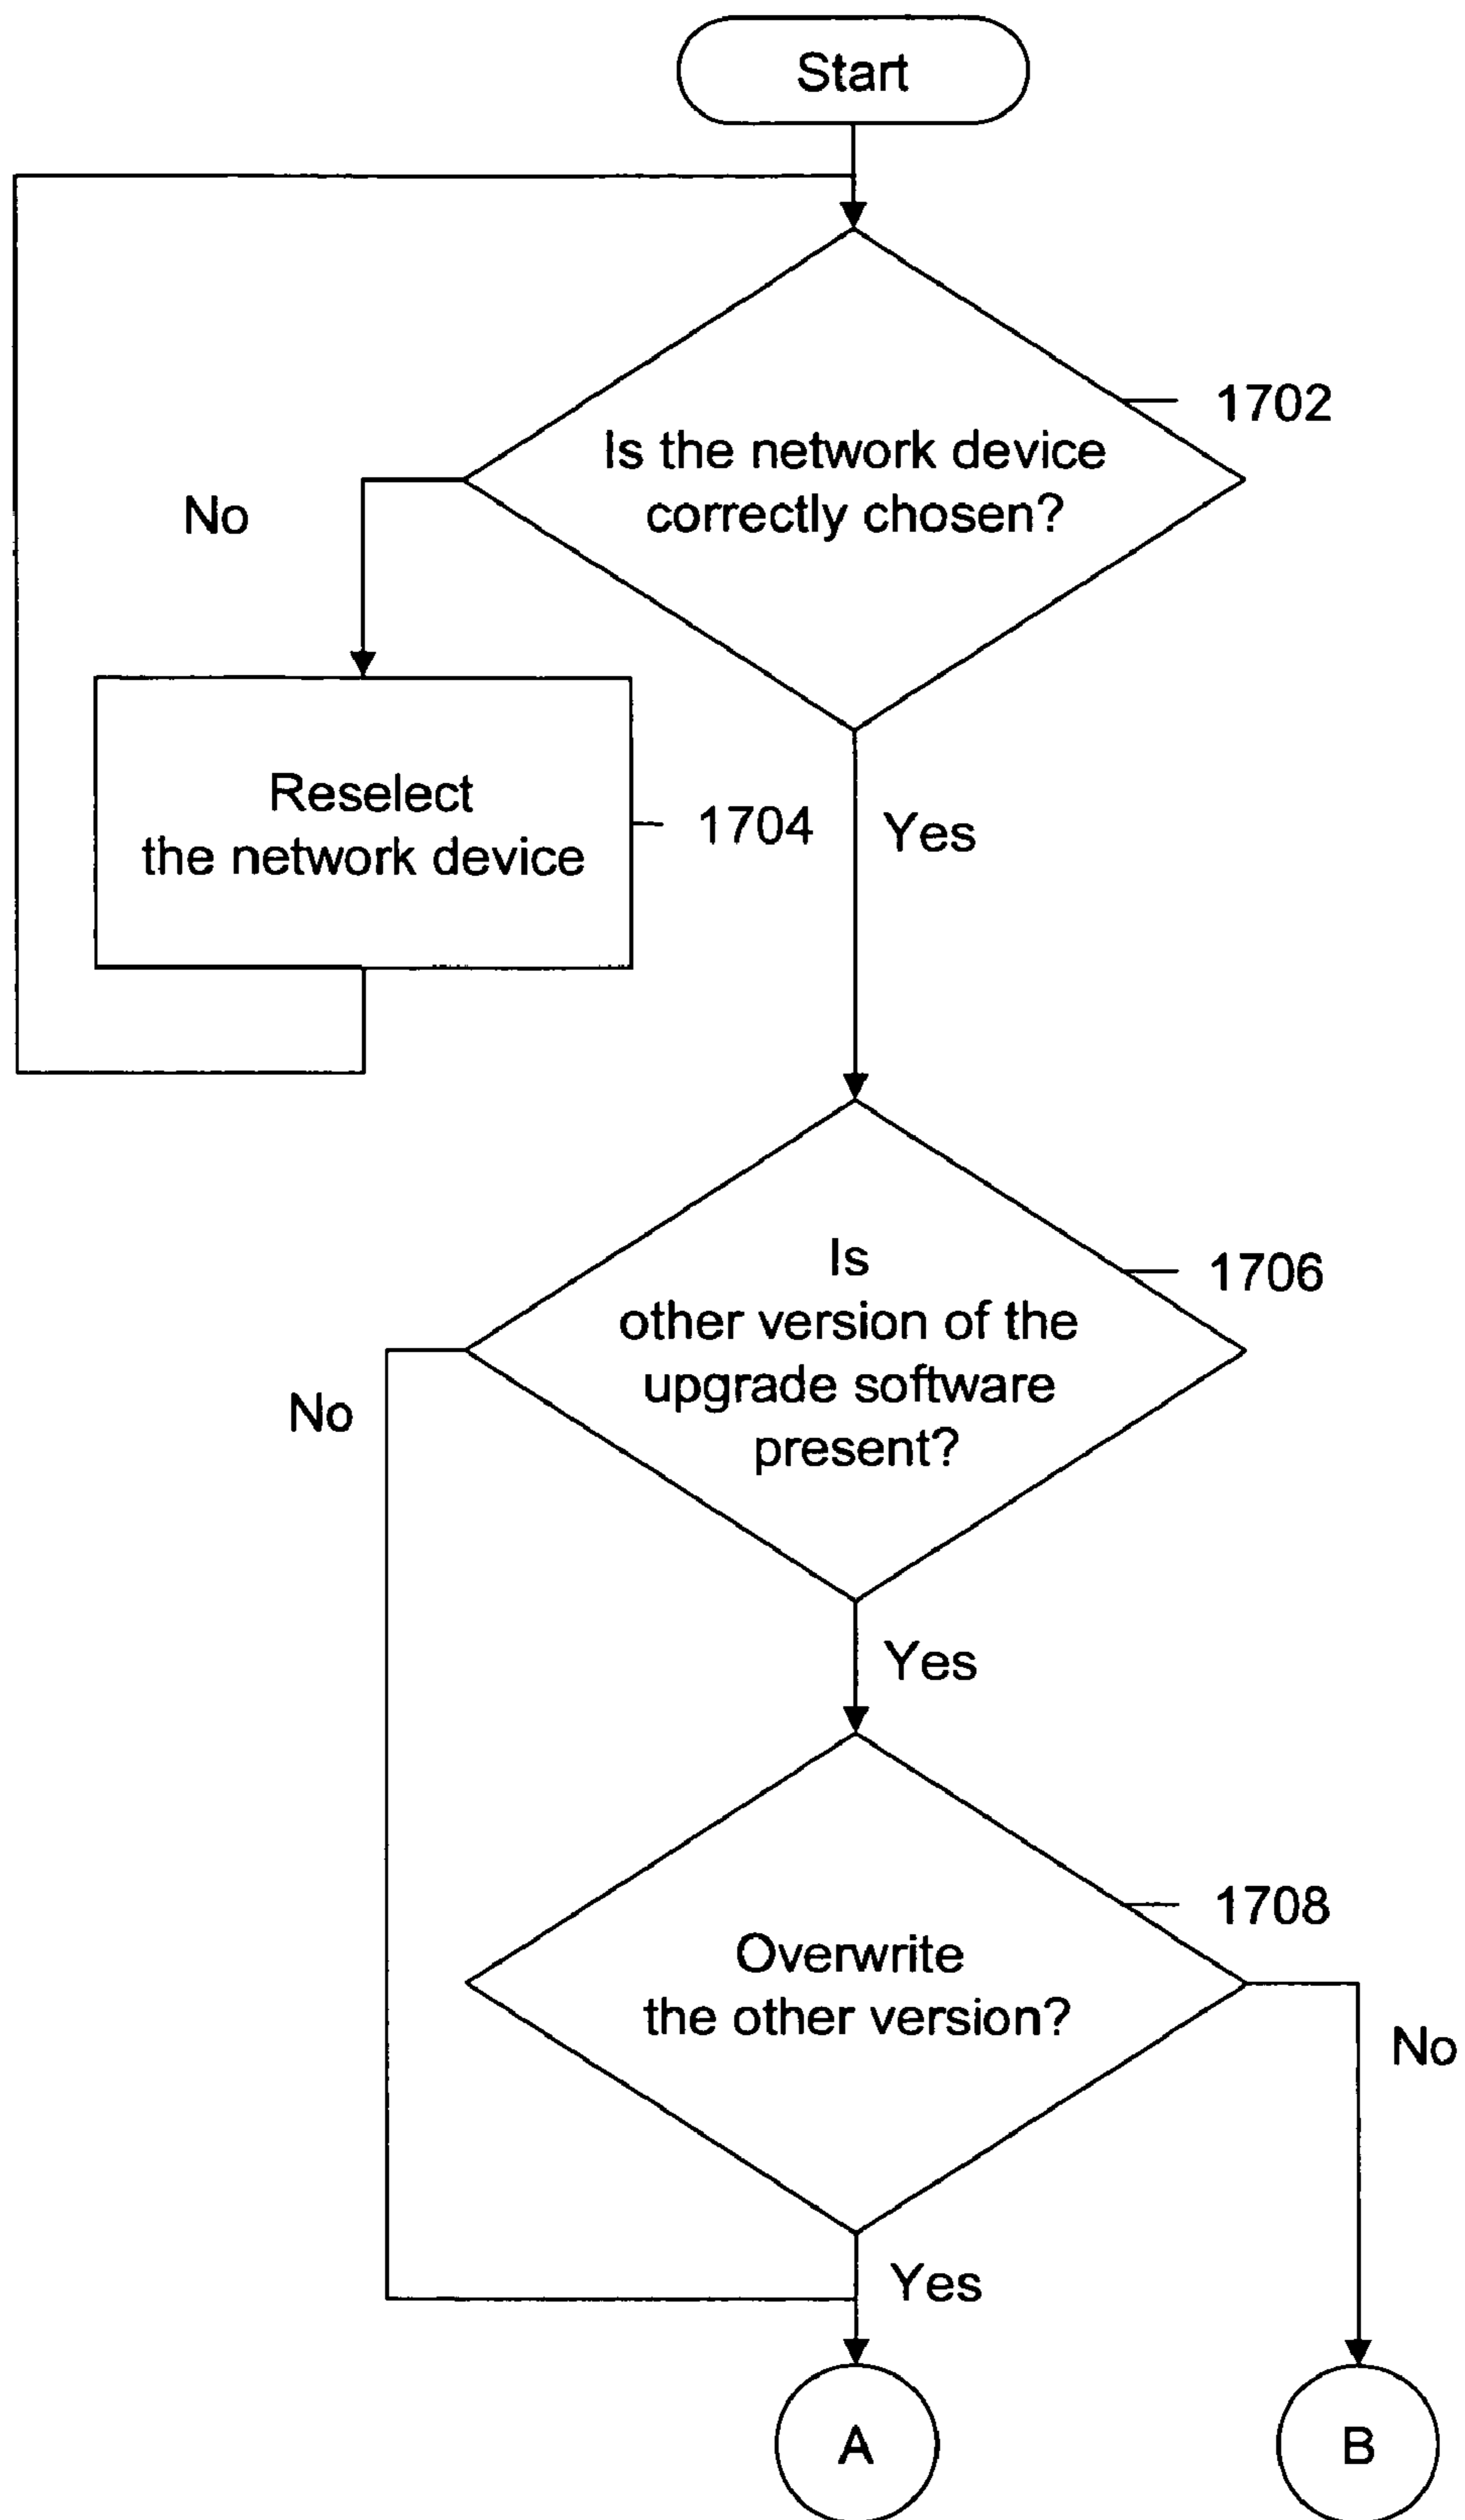 Start
1702
Is the network device
correctly chosen?
No
Reselect
the network device
1704
Yes
Is
other version of the
upgrade software
present?
1706
No
Yes
1708
Overwrite
the other version?
No
Yes
A
B